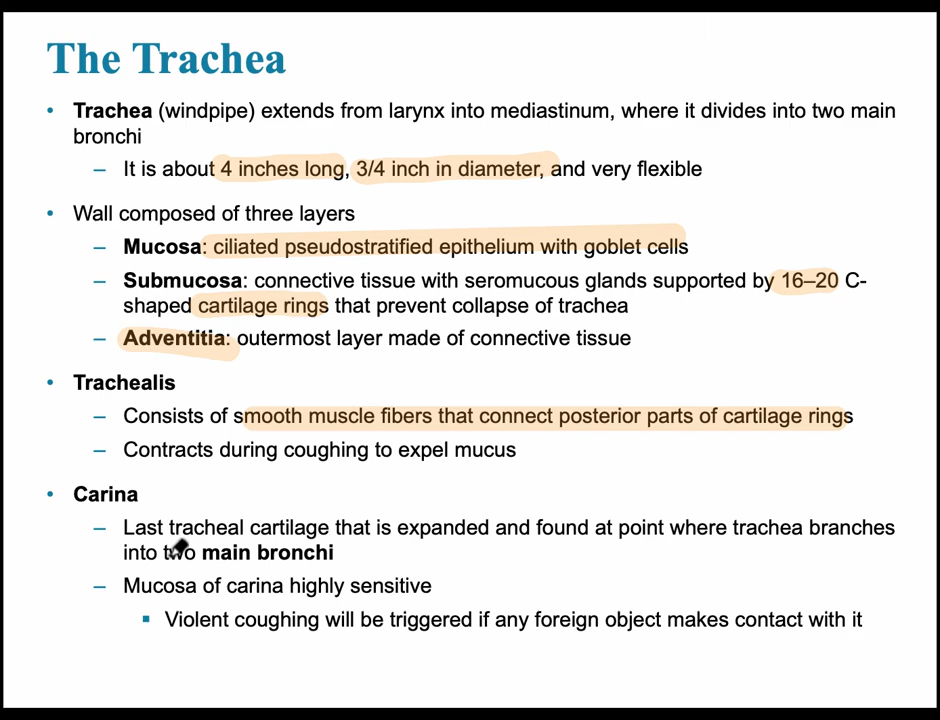 The Trachea
• Trachea (windpipe) extends from larynx into mediastinum, where it divides into two main
bronchi
– It is about 4 inches long, 3/4 inch in diameter, and very flexible
• Wall composed of three layers
– Mucosa: ciliated pseudostratified epithelium with goblet cells
– Submucosa: connective tissue with seromucous glands supported by 16–20 C-
shaped cartilage rings that prevent collapse of trachea
– Adventitia: outermost layer made of connective tissue
• Trachealis
– Consists of smooth muscle fibers that connect posterior parts of cartilage rings
– Contracts during coughing to expel mucus
• Carina
– Last tracheal cartilage that is expanded and found at point where trachea branches
into two main bronchi
– Mucosa of carina highly sensitive
▪ Violent coughing will be triggered if any foreign object makes contact with it